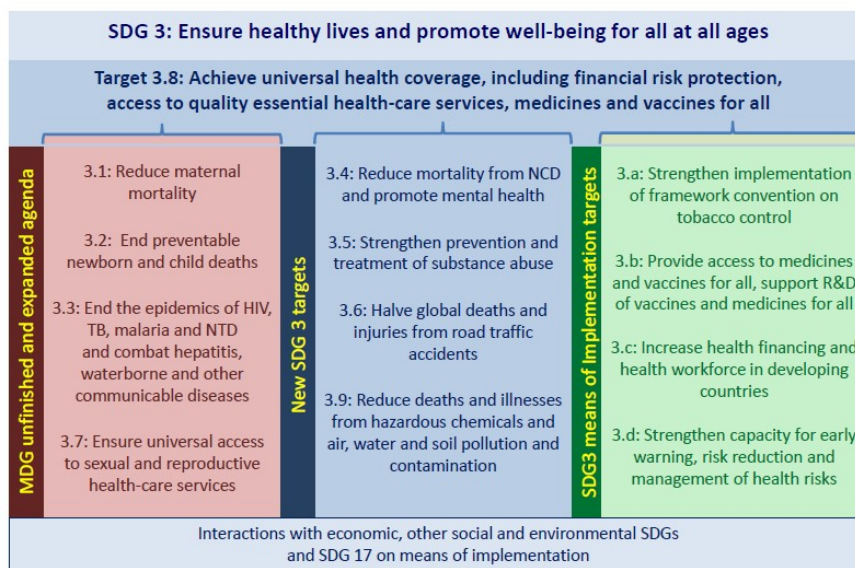 SDG 3: Ensure healthy lives and promote well-being for all at all ages
Target 3.8: Achieve universal health coverage, including financial risk protection,
access to quality essential health-care services, medicines and vaccines for all
MDG unfinished and expanded agenda
3.1: Reduce maternal
mortality
3.2: End preventable
newborn and child deaths
3.3: End the epidemics of HIV,
TB, malaria and NTD
and combat hepatitis,
waterborne and other
communicable diseases
3.7: Ensure universal access
to sexual and reproductive
health-care services
New SDG 3 targets
3.4: Reduce mortality from NCD
and promote mental health
3.5: Strengthen prevention and
treatment of substance abuse
3.6: Halve global deaths and
injuries from road traffic
accidents
3.9: Reduce deaths and illnesses
from hazardous chemicals and
air, water and soil pollution and
contamination
SDG3 means of Implementation targets
3.a: Strengthen implementation
of framework convention on
tobacco control
3.b: Provide access to medicines
and vaccines for all, support R&D
of vaccines and medicines for all
3.c: Increase health financing and
health workforce in developing
countries
3.d: Strengthen capacity for early
warning, risk reduction and
management of health risks
Interactions with economic, other social and environmental SDGs
and SDG 17 on means of implementation